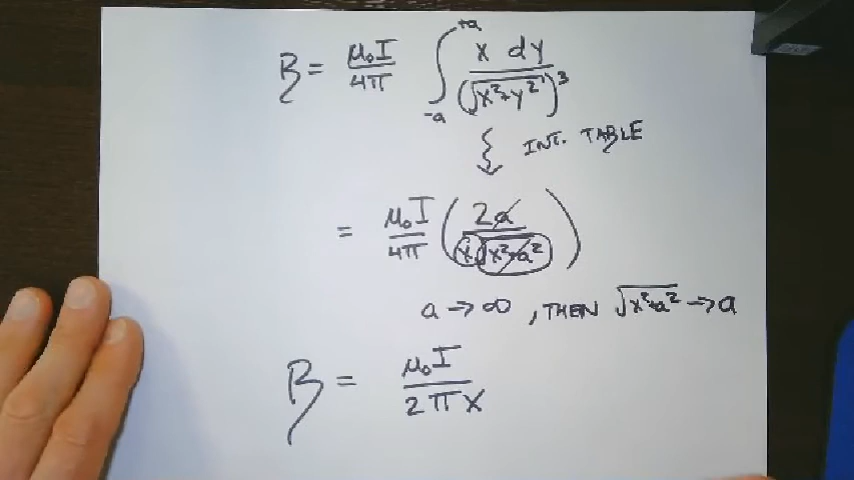 B = μ₀I/4π ∫₋ₐ⁺ᵃ x dy/(√x²+y²)³
INT. TABLE
= μ₀I/4π (2a/x√x²+a²)
a → ∞, THEN √x²+a² → a
B = μ₀I/2πx